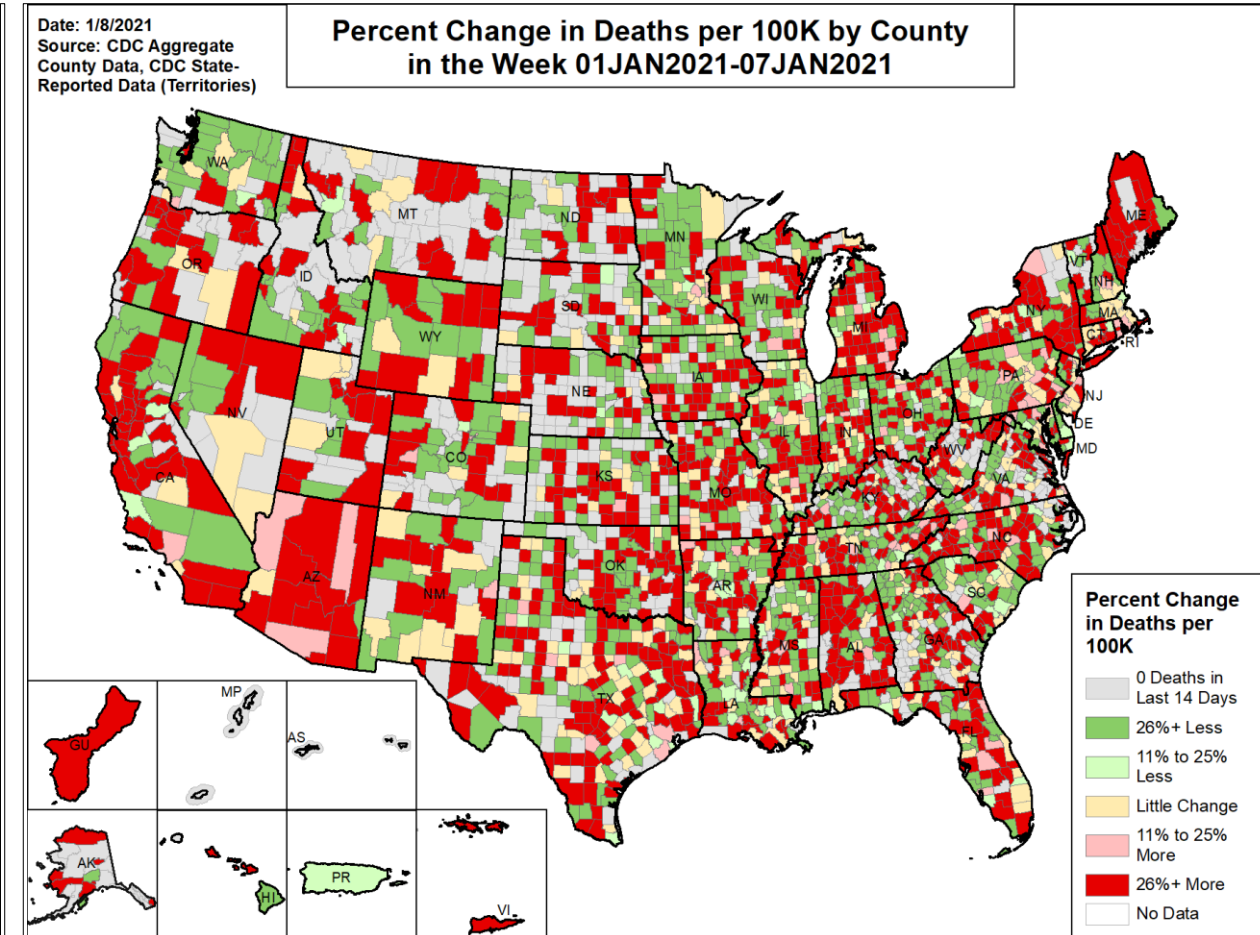 Date: 1/8/2021
Source: CDC Aggregate
County Data, CDC State-
Reported Data (Territories)
Percent Change in Deaths per 100K by County
in the Week 01JAN2021-07JAN2021
WA
MT
ND
MN
ME
OR
ID
SD
WI
MI
VT
NH
NY
MA
CT
RI
WY
NE
IA
PA
NJ
NV
UT
CO
KS
MO
IL
IN
OH
WV
DE
MD
VA
CA
KY
AZ
NM
OK
AR
TN
NC
SC
TX
LA
MS
AL
GA
FL
GU
MP
AS
AK
HI
PR
VI
Percent Change
in Deaths per
100K
0 Deaths in
Last 14 Days
26%+ Less
11% to 25%
Less
Little Change
11% to 25%
More
26%+ More
No Data